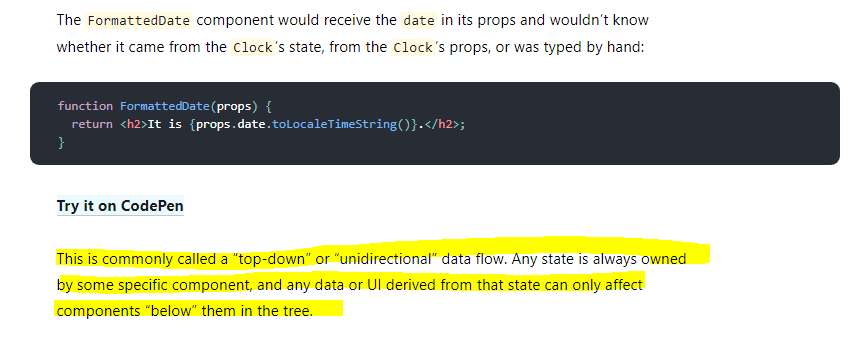 The FormattedDate component would receive the date in its props and wouldn’t know
whether it came from the Clock’s state, from the Clock’s props, or was typed by hand:
function FormattedDate(props) {
  return <h2>It is {props.date.toLocaleTimeString()}.</h2>;
}
Try it on CodePen
This is commonly called a “top-down” or “unidirectional” data flow. Any state is always owned
by some specific component, and any data or UI derived from that state can only affect
components “below” them in the tree.